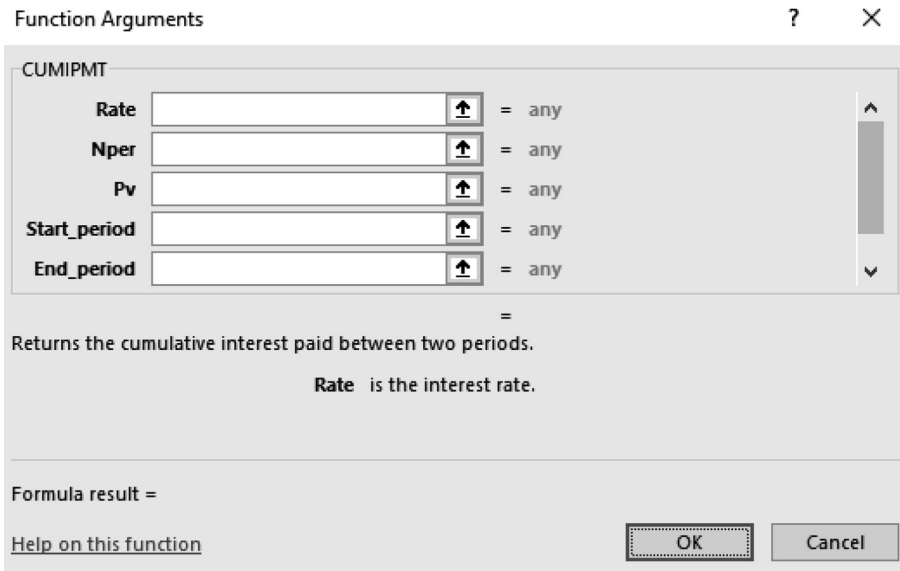 Function Arguments ? ×
CUMIPMT
Rate = any
Nper = any
Pv = any
Start_period = any
End_period = any
=
Returns the cumulative interest paid between two periods.
Rate is the interest rate.
Formula result =
Help on this function OK Cancel